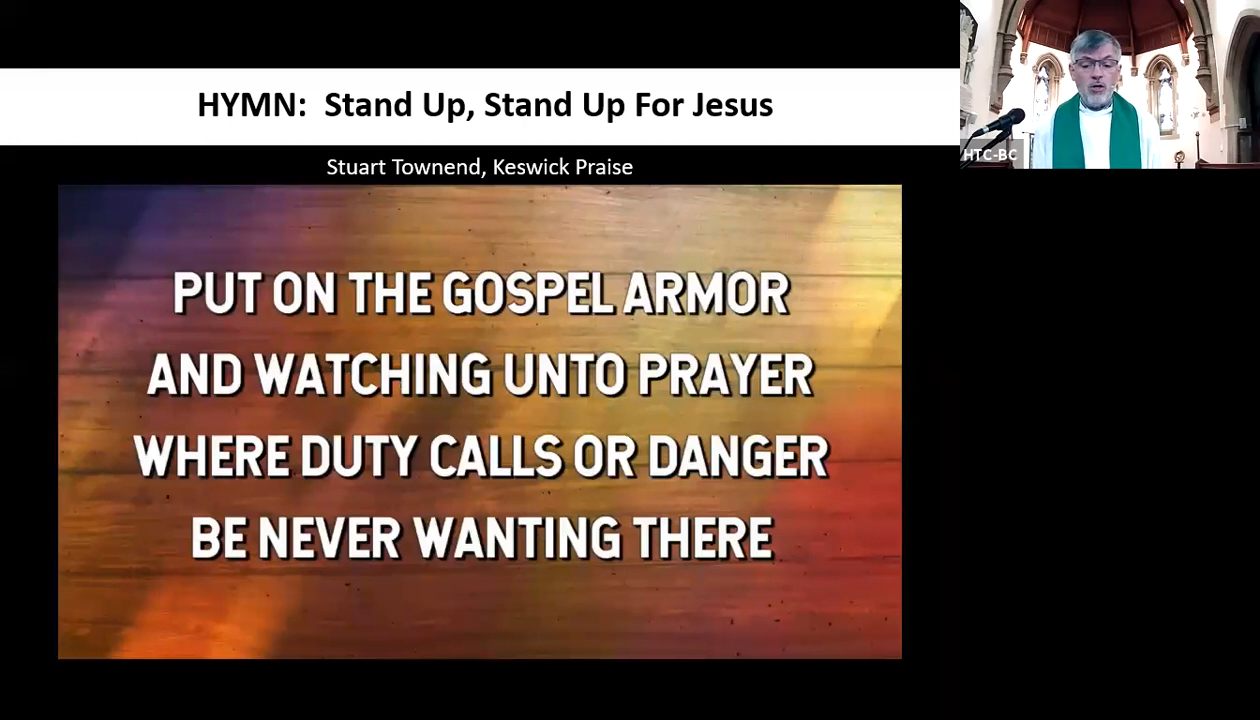 HYMN: Stand Up, Stand Up For Jesus
HTC-BC
Stuart Townend, Keswick Praise
PUT ON THE GOSPEL ARMOR
AND WATCHING UNTO PRAYER
WHERE DUTY CALLS OR DANGER
BE NEVER WANTING THERE